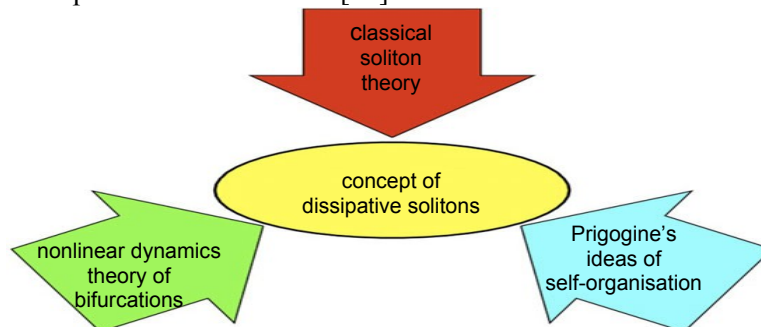 classical
soliton
theory
concept of
dissipative solitons
nonlinear dynamics
theory of
bifurcations
Prigogine's
ideas of
self-organisation